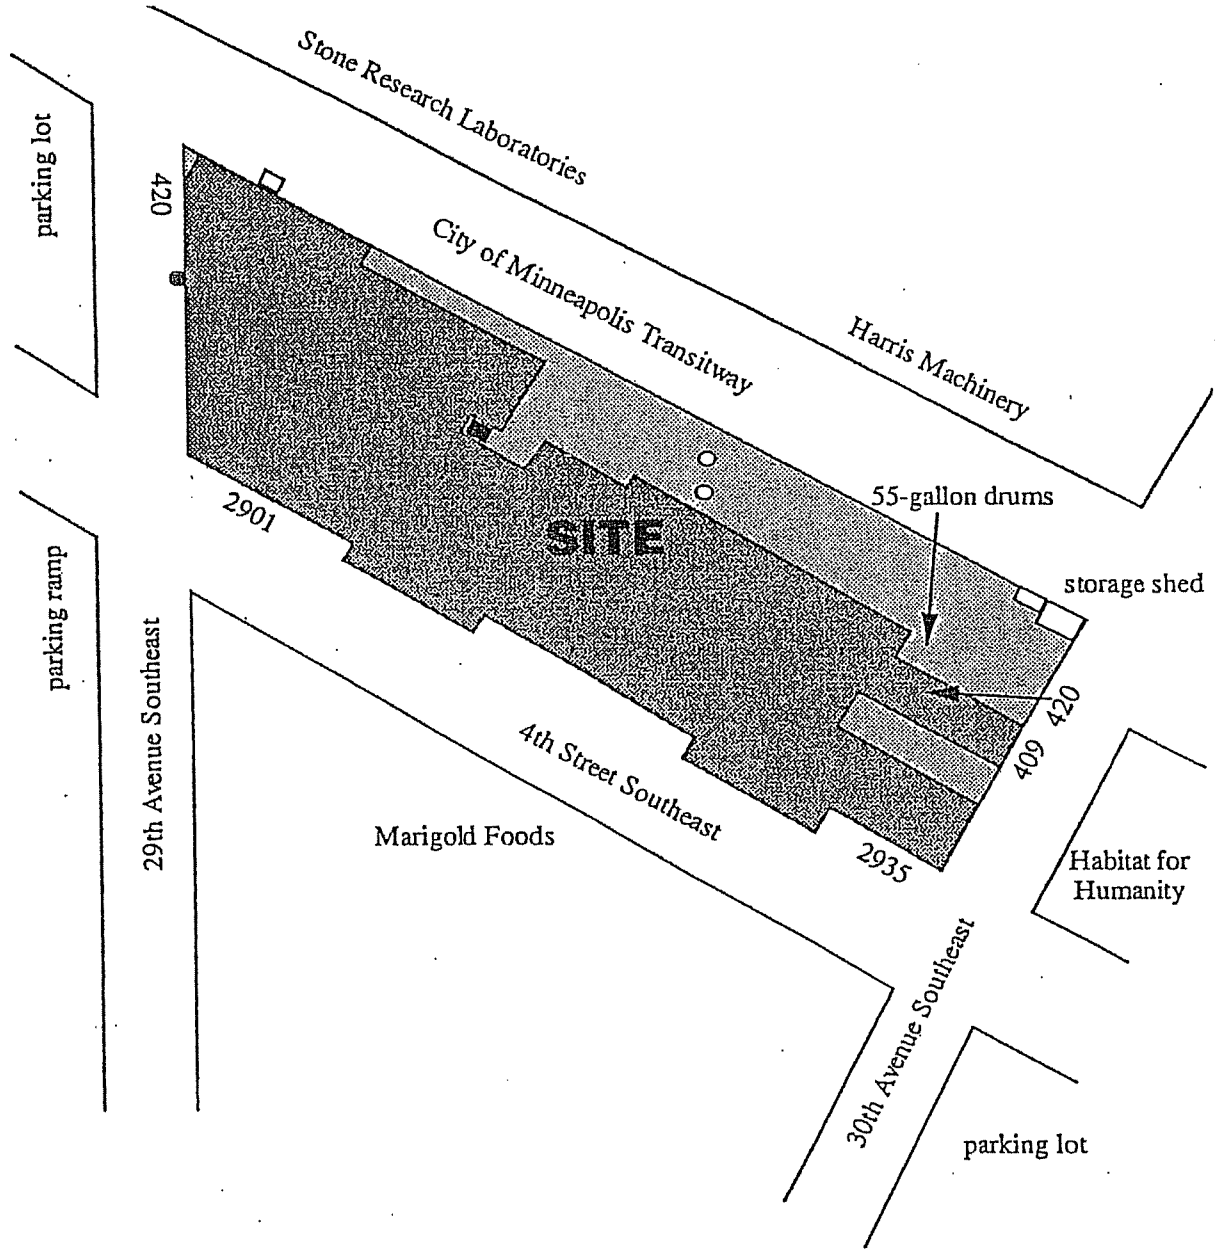 Stone Research Laboratories
parking lot
420
City of Minneapolis Transitway
Harris Machinery
55-gallon drums
2901
SITE
storage shed
parking ramp
29th Avenue Southeast
420
409
4th Street Southeast
Marigold Foods
2935
Habitat for
Humanity
30th Avenue Southeast
parking lot